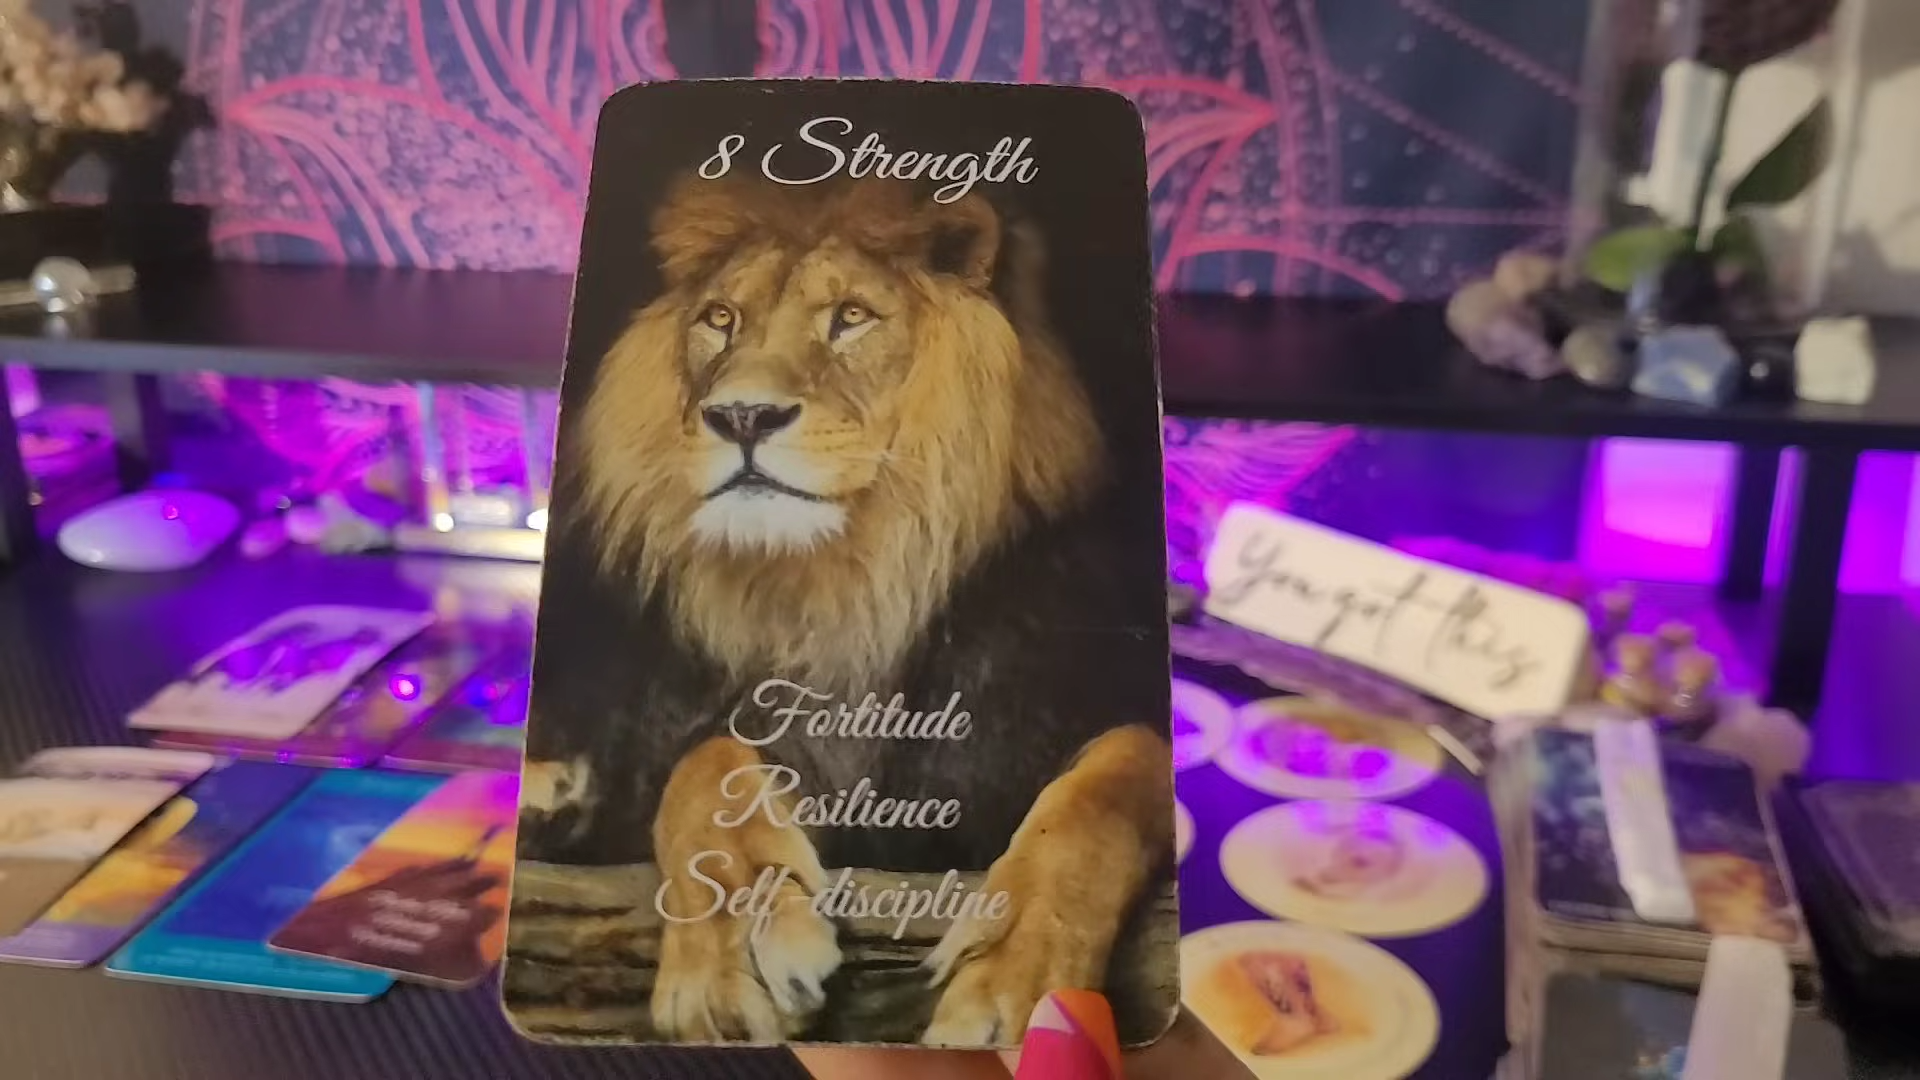 8 Strength
Fortitude
Resilience
Self-discipline
You got this